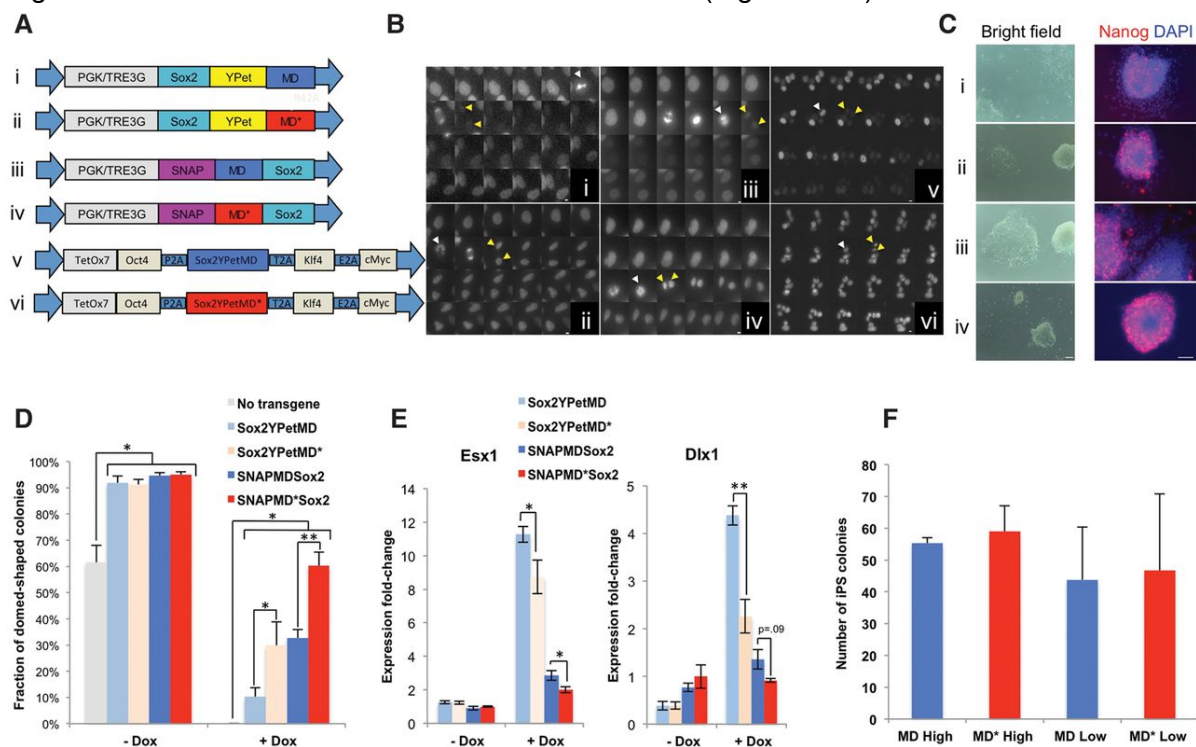 A
B
C
i
PGK/TRE3G Sox2 YPet MD
ii
PGK/TRE3G Sox2 YPet MD*
iii
PGK/TRE3G SNAP MD Sox2
iv
PGK/TRE3G SNAP MD* Sox2
v
TetOx7 Oct4 P2A Sox2YPetMD T2A Klf4 E2A cMyc
vi
TetOx7 Oct4 P2A Sox2YPetMD* T2A Klf4 E2A cMyc
i iii v
ii iv vi
Bright field Nanog DAPI
i
ii
iii
iv
D
No transgene
Sox2YPetMD
Sox2YPetMD*
SNAPMDSox2
SNAPMD*Sox2
Fraction of domed-shaped colonies
100%
90%
80%
70%
60%
50%
40%
30%
20%
10%
0%
* * * **
- Dox + Dox
E
Sox2YPetMD
Sox2YPetMD*
SNAPMDSox2
SNAPMD*Sox2
Esx1
Expression fold-change
14
12
10
8
6
4
2
0
* *
- Dox + Dox
Dlx1
Expression fold-change
5
4
3
2
1
0
**
p=.09
- Dox + Dox
F
Number of iPS colonies
80
70
60
50
40
30
20
10
0
MD High MD* High MD Low MD* Low